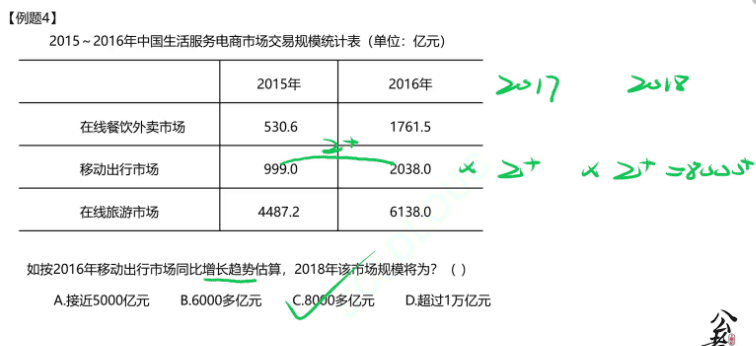 【例题4】
2015～2016年中国生活服务电商市场交易规模统计表（单位：亿元）
2015年 2016年 2017 2018
在线餐饮外卖市场 530.6 1761.5
2+
移动出行市场 999.0 2038.0 × 2+ × 2+ =8000+
在线旅游市场 4487.2 6138.0
如按2016年移动出行市场同比增长趋势估算，2018年该市场规模将为？（ ）
A.接近5000亿元 B.6000多亿元 C.8000多亿元 D.超过1万亿元
公考